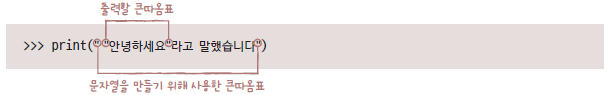 출력할 큰따옴표
>>> print(""안녕하세요"라고 말했습니다")
문자열을 만들기 위해 사용한 큰따옴표